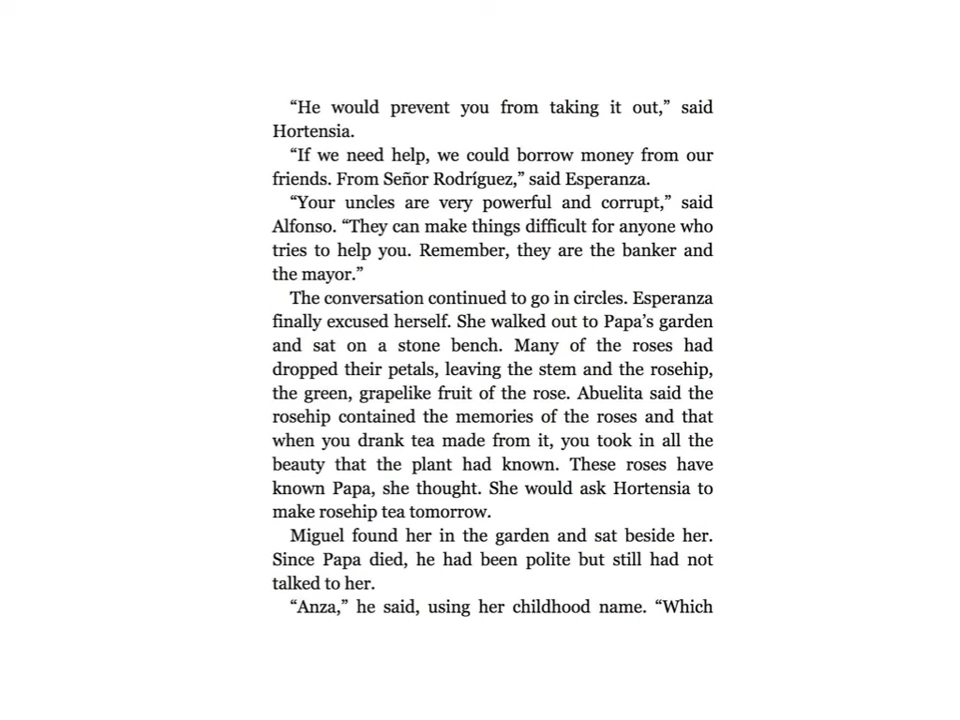 “He would prevent you from taking it out,” said
Hortensia.
“If we need help, we could borrow money from our
friends. From Señor Rodríguez,” said Esperanza.
“Your uncles are very powerful and corrupt,” said
Alfonso. “They can make things difficult for anyone who
tries to help you. Remember, they are the banker and
the mayor.”
The conversation continued to go in circles. Esperanza
finally excused herself. She walked out to Papa’s garden
and sat on a stone bench. Many of the roses had
dropped their petals, leaving the stem and the rosehip,
the green, grapelike fruit of the rose. Abuelita said the
rosehip contained the memories of the roses and that
when you drank tea made from it, you took in all the
beauty that the plant had known. These roses have
known Papa, she thought. She would ask Hortensia to
make rosehip tea tomorrow.
Miguel found her in the garden and sat beside her.
Since Papa died, he had been polite but still had not
talked to her.
“Anza,” he said, using her childhood name. “Which